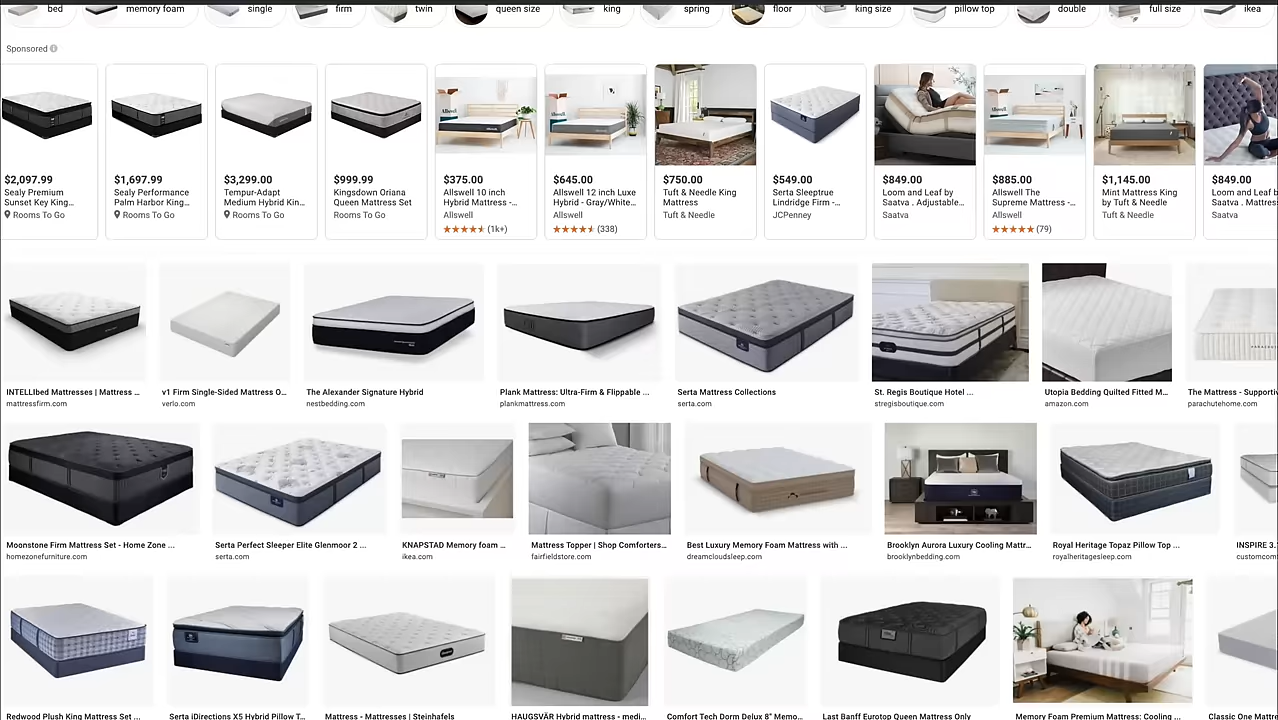 bed
memory foam
single
firm
twin
queen size
king
spring
floor
king size
pillow top
double
full size
ikea
Sponsored
$2,097.99
Sealy Premium
Sunset Key King...
Rooms To Go
$1,697.99
Sealy Performance
Palm Harbor King...
Rooms To Go
$3,299.00
Tempur-Adapt
Medium Hybrid Kin...
Rooms To Go
$999.99
Kingsdown Oriana
Queen Mattress Set
Rooms To Go
Allswell
$375.00
Allswell 10 inch
Hybrid Mattress -...
Allswell
(1k+)
Allswell
$645.00
Allswell 12 inch Luxe
Hybrid - Gray/White...
Allswell
(338)
$750.00
Tuft & Needle King
Mattress
Tuft & Needle
$549.00
Serta Sleeptrue
Lindridge Firm -...
JCPenney
$849.00
Loom and Leaf by
Saatva . Adjustable...
Saatva
Allswell
$885.00
Allswell The
Supreme Mattress -...
Allswell
(79)
$1,145.00
Mint Mattress King
by Tuft & Needle
Tuft & Needle
$849.00
Loom and Leaf b
Saatva . Mattres
Saatva
INTELLIbed Mattresses | Mattress ...
mattressfirm.com
v1 Firm Single-Sided Mattress O...
verlo.com
The Alexander Signature Hybrid
nestbedding.com
Plank Mattress: Ultra-Firm & Flippable ...
plankmattress.com
Serta Mattress Collections
serta.com
St. Regis Boutique Hotel ...
stregisboutique.com
Utopia Bedding Quilted Fitted M...
amazon.com
The Mattress - Supporti
parachutehome.com
Moonstone Firm Mattress Set - Home Zone ...
homezonefurniture.com
Serta Perfect Sleeper Elite Glenmoor 2 ...
serta.com
KNAPSTAD Memory foam ...
ikea.com
Mattress Topper | Shop Comforters...
fairfieldstore.com
Best Luxury Memory Foam Mattress with ...
dreamcloudsleep.com
Brooklyn Aurora Luxury Cooling Mattr...
brooklynbedding.com
Royal Heritage Topaz Pillow Top ...
royalheritagesleep.com
INSPIRE 3.
customcom
Redwood Plush King Mattress Set ...
Serta iDirections X5 Hybrid Pillow T...
Mattress - Mattresses | Steinhafels
HAUGSVÄR Hybrid mattress - medi...
Comfort Tech Dorm Delux 8" Memo...
Last Banff Eurotop Queen Mattress Only
Memory Foam Premium Mattress: Cooling ...
Classic One Matt